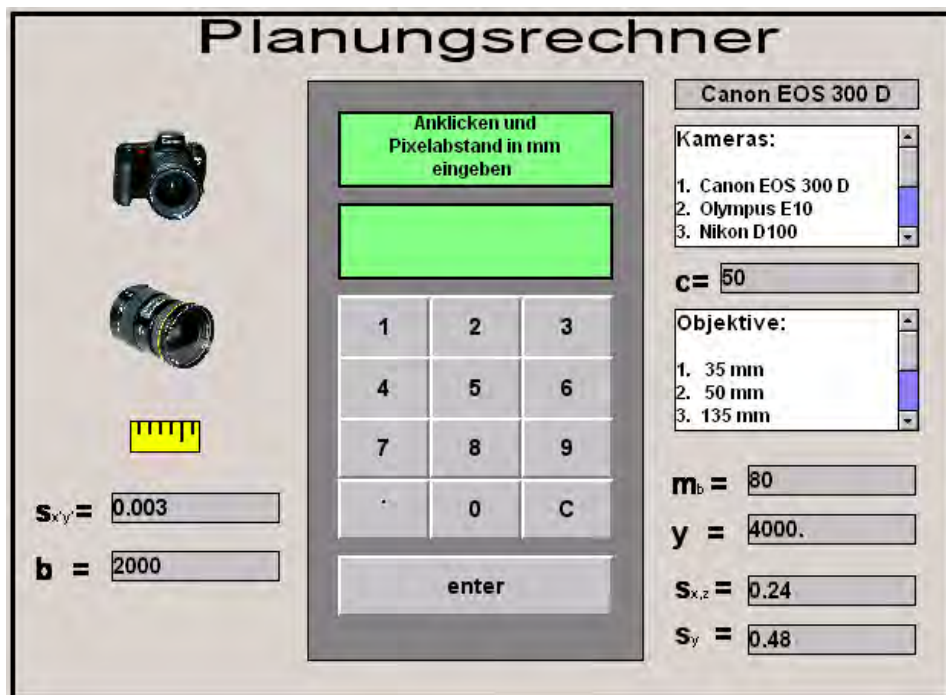 Planungsrechner
Anklicken und
Pixelabstand in mm
eingeben
1 2 3
4 5 6
7 8 9
. 0 C
enter
sx'y'= 0.003
b = 2000
Canon EOS 300 D
Kameras:
1. Canon EOS 300 D
2. Olympus E10
3. Nikon D100
c= 50
Objektive:
1. 35 mm
2. 50 mm
3. 135 mm
mb = 80
y = 4000.
sx,z = 0.24
sy = 0.48